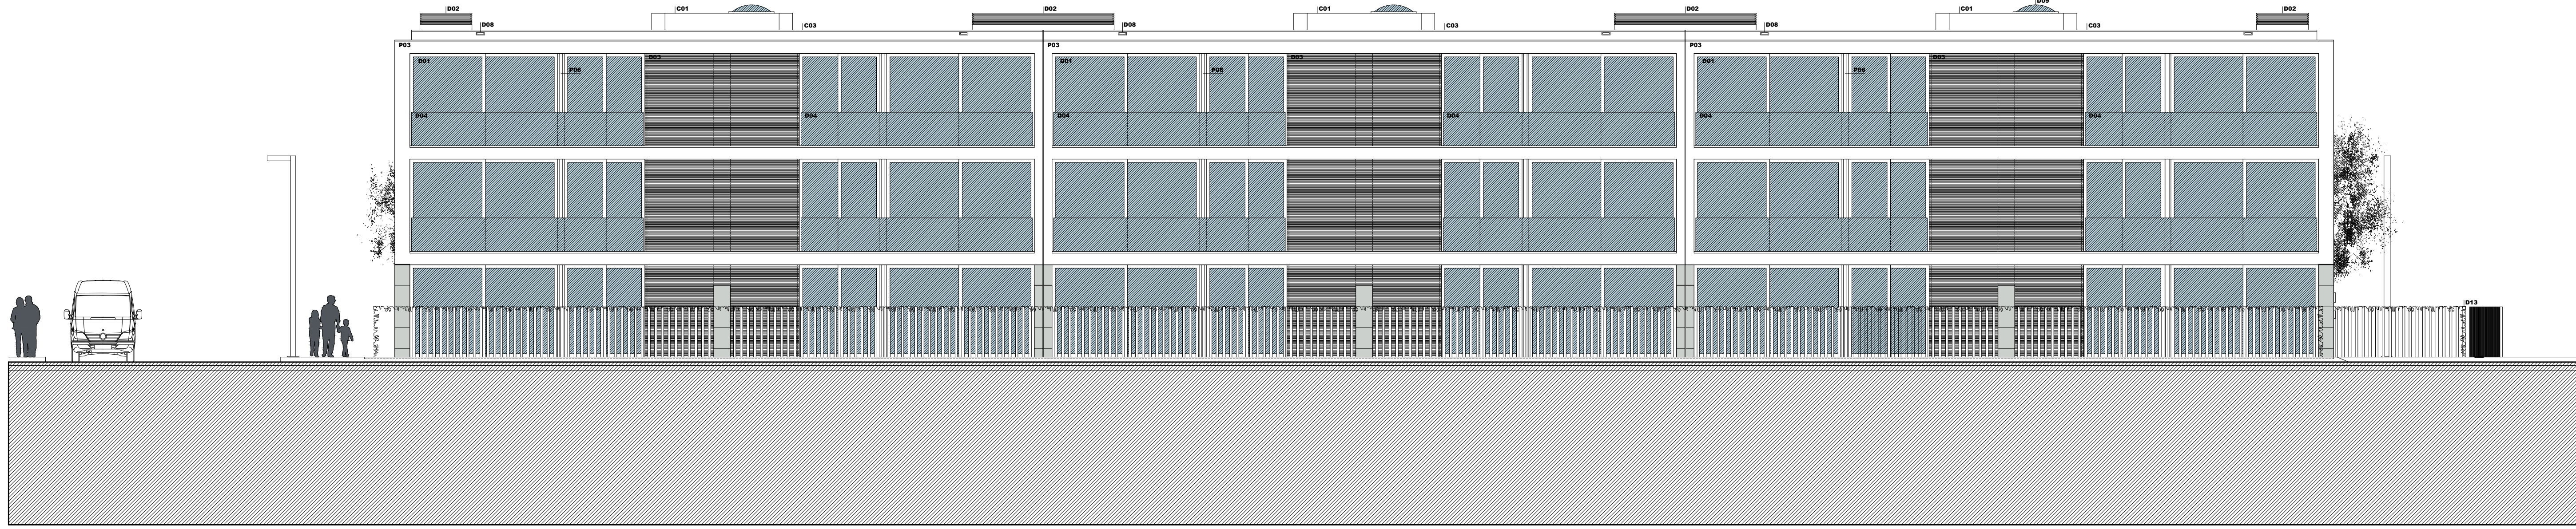 D02 C01 D02 C01 D02 C01 D09 D02
D08 C03 D08 C03 D08 C03
P03 P03 P03
D01 D03 D01 D03 D01 D03
P06 P06 P06
D04 D04 D04 D04 D04 D04
D13